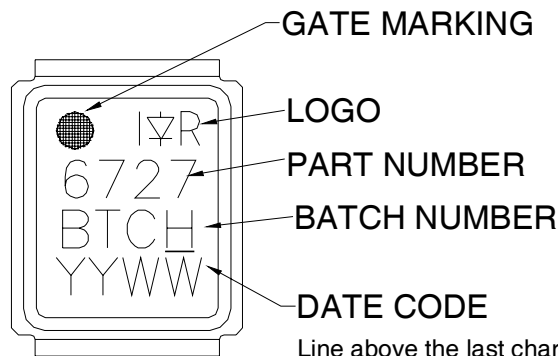 GATE MARKING
LOGO
I R
6727
PART NUMBER
BTCH
BATCH NUMBER
YYWW
DATE CODE
Line above the last char